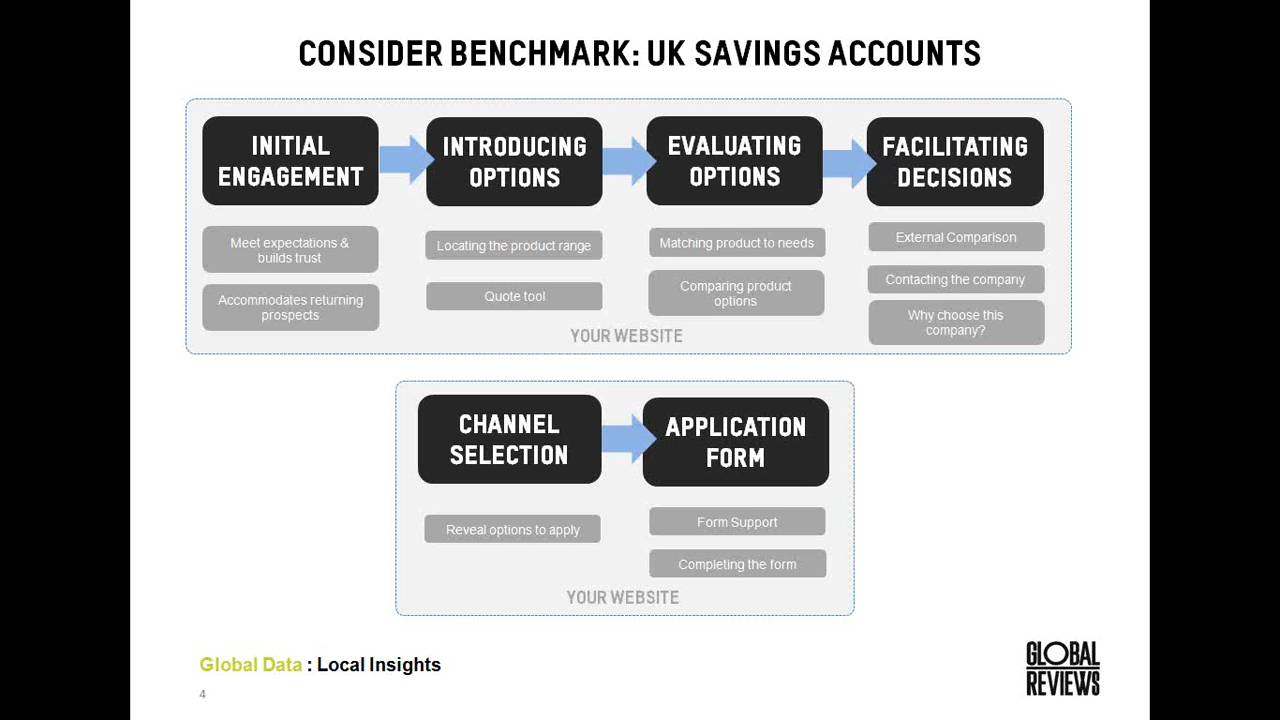 CONSIDER BENCHMARK: UK SAVINGS ACCOUNTS
INITIAL
ENGAGEMENT
Meet expectations &
builds trust
Accommodates returning
prospects
INTRODUCING
OPTIONS
Locating the product range
Quote tool
EVALUATING
OPTIONS
Matching product to needs
Comparing product
options
FACILITATING
DECISIONS
External Comparison
Contacting the company
Why choose this
company?
YOUR WEBSITE
CHANNEL
SELECTION
Reveal options to apply
APPLICATION
FORM
Form Support
Completing the form
YOUR WEBSITE
Global Data : Local Insights
4
GLOBAL
REVIEWS